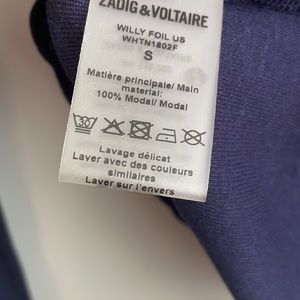 ZADIG & VOLTAIRE
WILLY FOIL US
WHTN1802F
S
Matière principale/ Main
material:
100% Modal/ Modal
30
Lavage délicat
Laver avec des couleurs
similaires
Laver sur l'envers